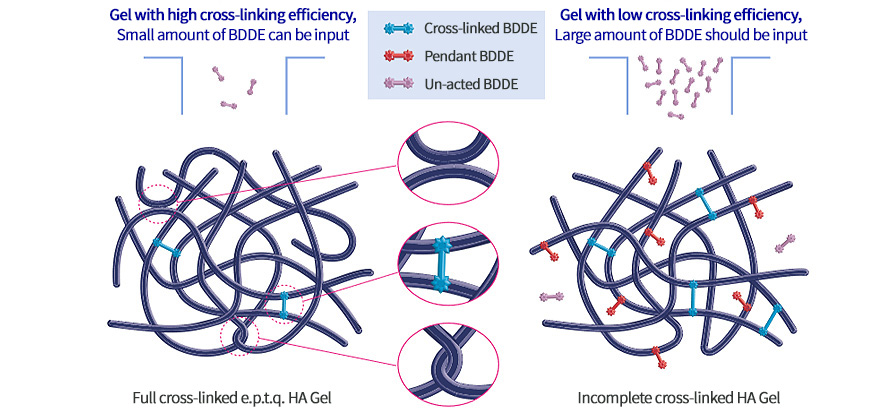 Gel with high cross-linking efficiency,
Small amount of BDDE can be input
Cross-linked BDDE
Pendant BDDE
Un-acted BDDE
Gel with low cross-linking efficiency,
Large amount of BDDE should be input
Full cross-linked e.p.t.q. HA Gel
Incomplete cross-linked HA Gel